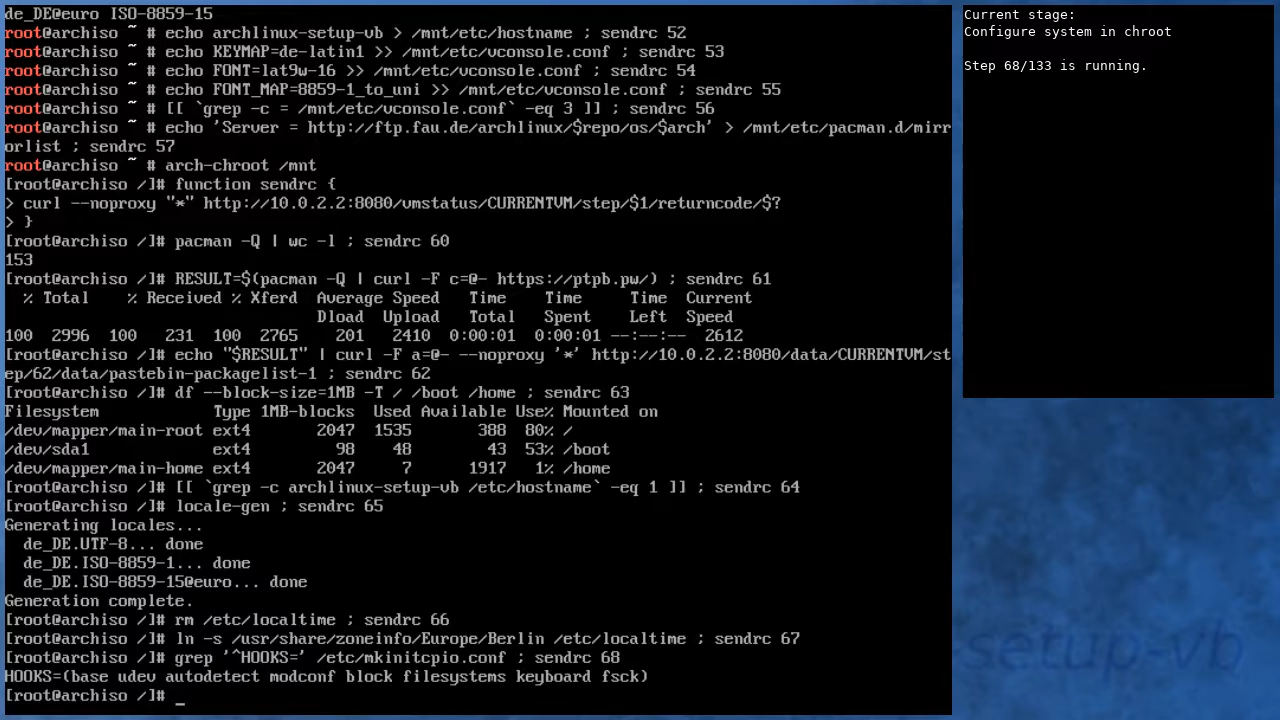 de_DE@euro ISO-8859-15
root@archiso ~ # echo archlinux-setup-vb > /mnt/etc/hostname ; sendrc 52
root@archiso ~ # echo KEYMAP=de-latin1 >> /mnt/etc/vconsole.conf ; sendrc 53
root@archiso ~ # echo FONT=lat9w-16 >> /mnt/etc/vconsole.conf ; sendrc 54
root@archiso ~ # echo FONT_MAP=8859-1_to_uni >> /mnt/etc/vconsole.conf ; sendrc 55
root@archiso ~ # [[ `grep -c = /mnt/etc/vconsole.conf` -eq 3 ]] ; sendrc 56
root@archiso ~ # echo 'Server = http://ftp.fau.de/archlinux/$repo/os/$arch' > /mnt/etc/pacman.d/mirr
orlist ; sendrc 57
root@archiso ~ # arch-chroot /mnt
[root@archiso /]# function sendrc {
> curl --noproxy "*" http://10.0.2.2:8080/vmstatus/CURRENTVM/step/$1/returncode/$?
> }
[root@archiso /]# pacman -Q | wc -l ; sendrc 60
153
[root@archiso /]# RESULT=$(pacman -Q | curl -F c=@- https://ptpb.pw/) ; sendrc 61
  % Total    % Received % Xferd  Average Speed   Time    Time     Time  Current
                                 Dload  Upload   Total   Spent    Left  Speed
100  2996  100   231  100  2765    201   2410  0:00:01  0:00:01 --:--:--  2612
[root@archiso /]# echo "$RESULT" | curl -F a=@- --noproxy '*' http://10.0.2.2:8080/data/CURRENTVM/st
ep/62/data/pastebin-packagelist-1 ; sendrc 62
[root@archiso /]# df --block-size=1MB -T / /boot /home ; sendrc 63
Filesystem            Type 1MB-blocks  Used Available Use% Mounted on
/dev/mapper/main-root ext4       2047  1535       388  80% /
/dev/sda1             ext4         98    48        43  53% /boot
/dev/mapper/main-home ext4       2047     7      1917   1% /home
[root@archiso /]# [[ `grep -c archlinux-setup-vb /etc/hostname` -eq 1 ]] ; sendrc 64
[root@archiso /]# locale-gen ; sendrc 65
Generating locales...
  de_DE.UTF-8... done
  de_DE.ISO-8859-1... done
  de_DE.ISO-8859-15@euro... done
Generation complete.
[root@archiso /]# rm /etc/localtime ; sendrc 66
[root@archiso /]# ln -s /usr/share/zoneinfo/Europe/Berlin /etc/localtime ; sendrc 67
[root@archiso /]# grep '^HOOKS=' /etc/mkinitcpio.conf ; sendrc 68
HOOKS=(base udev autodetect modconf block filesystems keyboard fsck)
[root@archiso /]# _
Current stage:
Configure system in chroot
Step 68/133 is running.
setup-vb